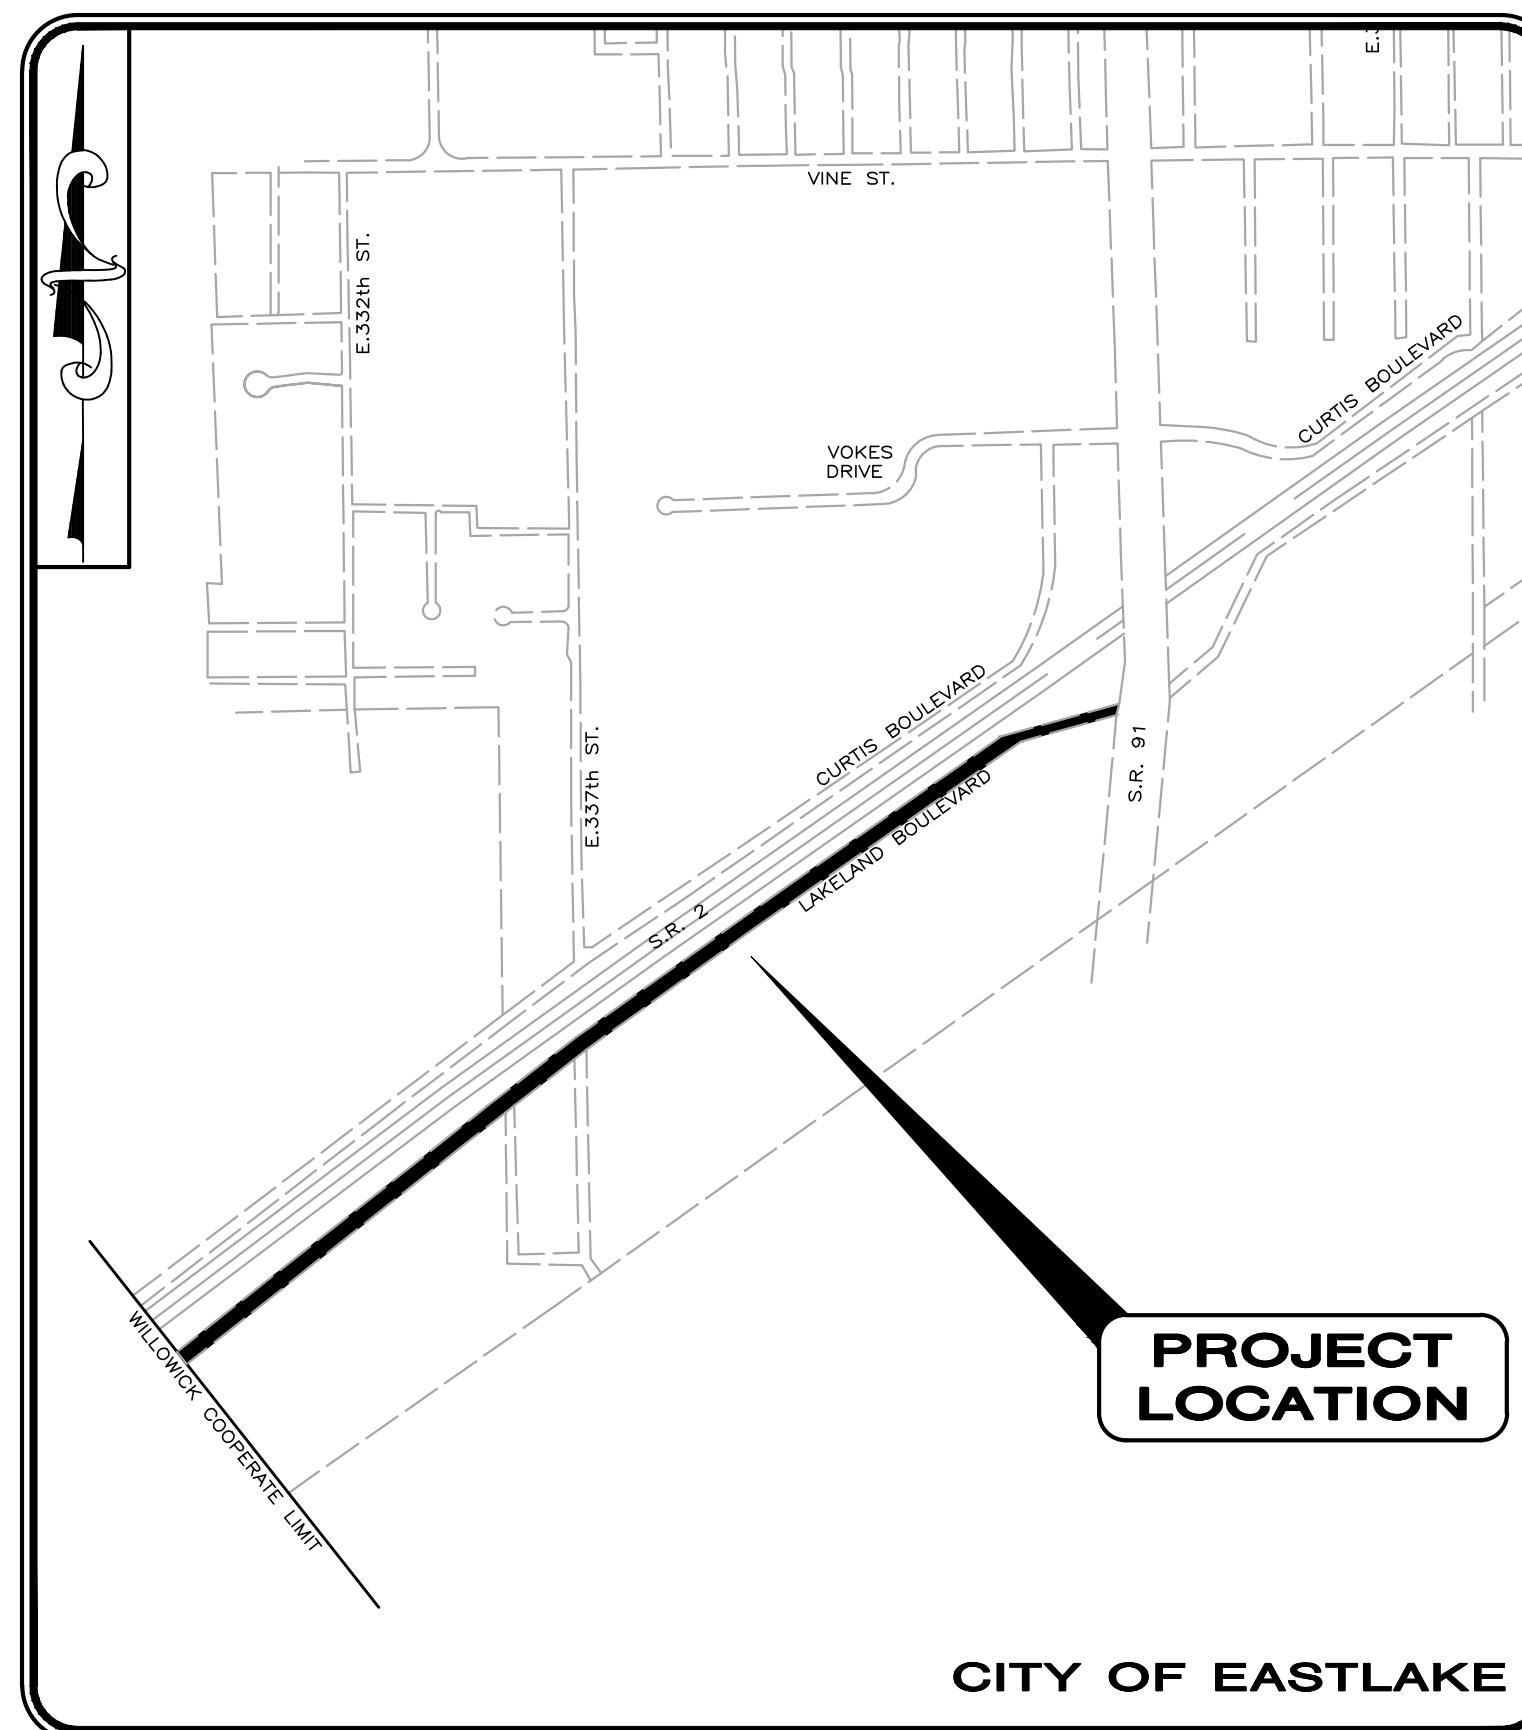 VINE ST.
E.332th ST.
CURTIS BOULEVARD
VOKES
DRIVE
CURTIS BOULEVARD
S.R. 91
E.337th ST.
LAKELAND BOULEVARD
S.R. 2
WILLOWICK COOPERATE LIMIT
PROJECT
LOCATION
CITY OF EASTLAKE